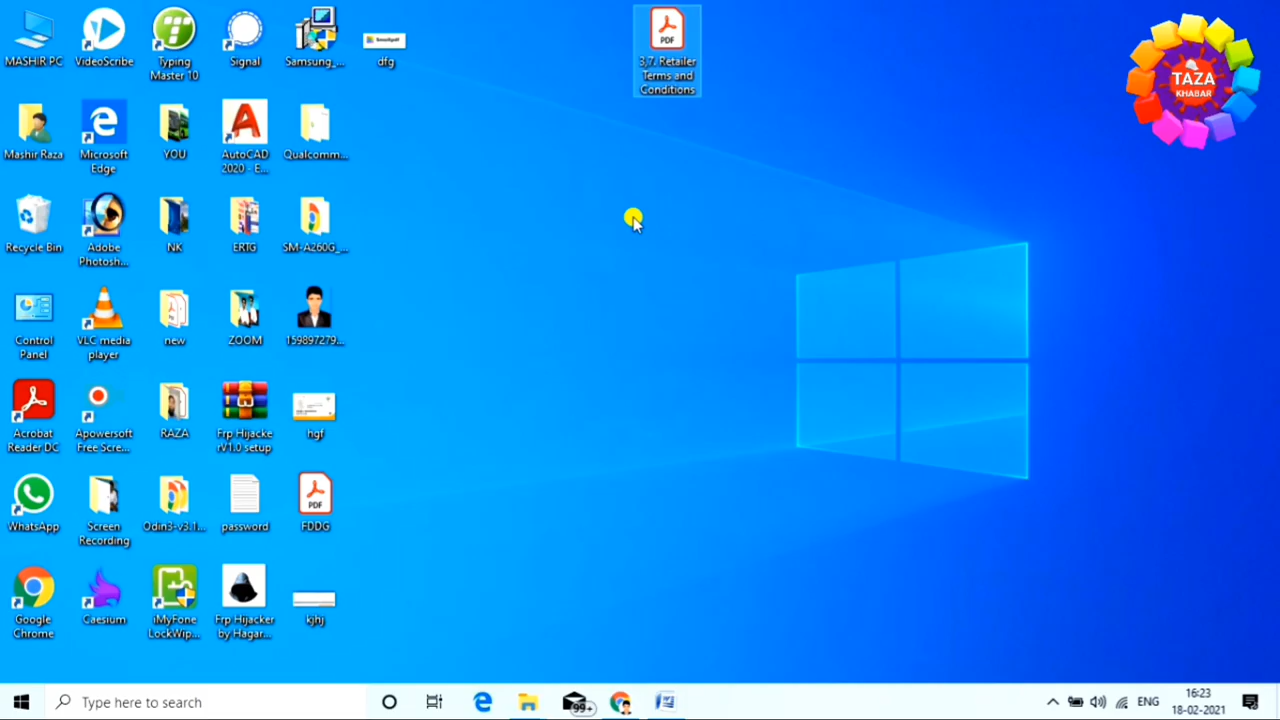 MASHIR PC
VideoScribe
Typing
Master 10
Signal
Samsung_...
Smallpdf
dfg
PDF
3,7. Retailer
Terms and
Conditions
TAZA
KHABAR
Mashir Raza
Microsoft
Edge
YOU
AutoCAD
2020 - E...
Qualcomm...
Recycle Bin
Adobe
Photosh...
NK
ERTG
SM-A260G_...
Control
Panel
VLC media
player
new
ZOOM
159897279...
Acrobat
Reader DC
Apowersoft
Free Scre...
RAZA
Frp Hijacke
rV1.0 setup
hgf
WhatsApp
Screen
Recording
Odin3-v3.1...
password
PDF
FDDG
Google
Chrome
Caesium
iMyFone
LockWip...
Frp Hijacker
by Hagar...
kjhj
Type here to search
99+
ENG
16:23
18-02-2021